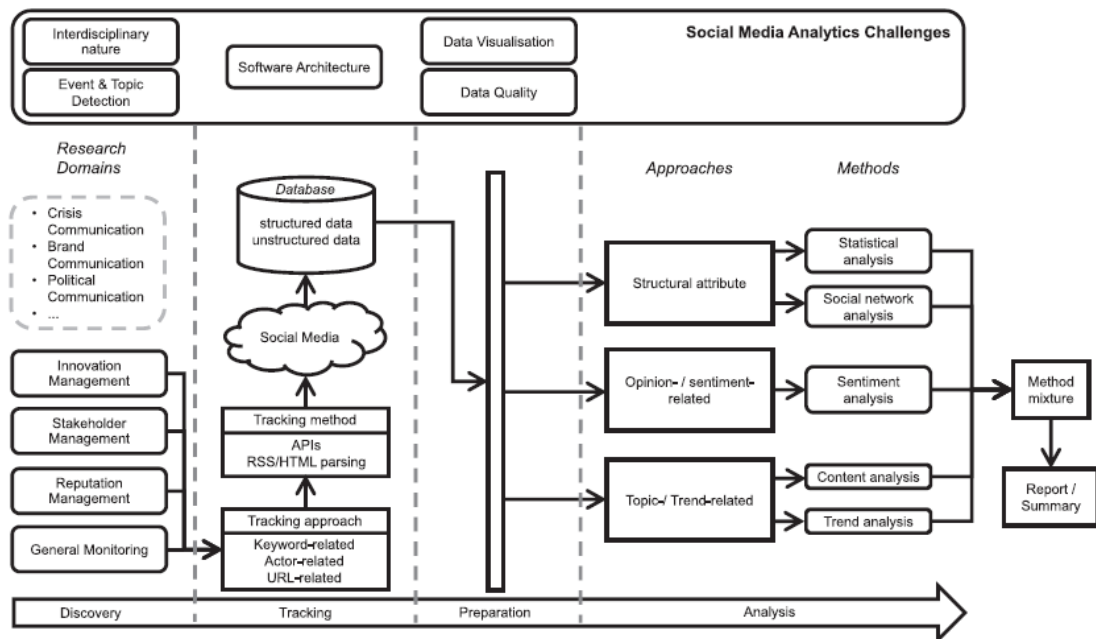 Social Media Analytics Challenges
Interdisciplinary
nature
Event & Topic
Detection
Software Architecture
Data Visualisation
Data Quality
Research
Domains
• Crisis
Communication
• Brand
Communication
• Political
Communication
• ...
Innovation
Management
Stakeholder
Management
Reputation
Management
General Monitoring
Database
structured data
unstructured data
Social Media
Tracking method
APIs
RSS/HTML parsing
Tracking approach
Keyword-related
Actor-related
URL-related
Approaches
Structural attribute
Opinion- / sentiment-
related
Topic-/ Trend-related
Methods
Statistical
analysis
Social network
analysis
Sentiment
analysis
Content analysis
Trend analysis
Method
mixture
Report /
Summary
Discovery
Tracking
Preparation
Analysis